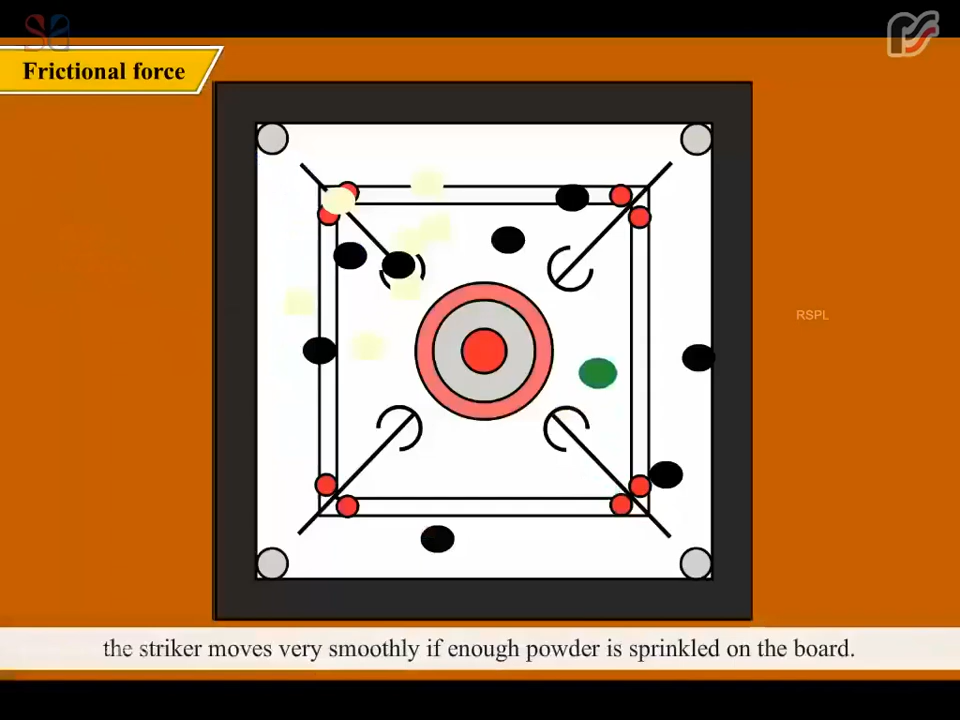 Frictional force
RSPL
the striker moves very smoothly if enough powder is sprinkled on the board.